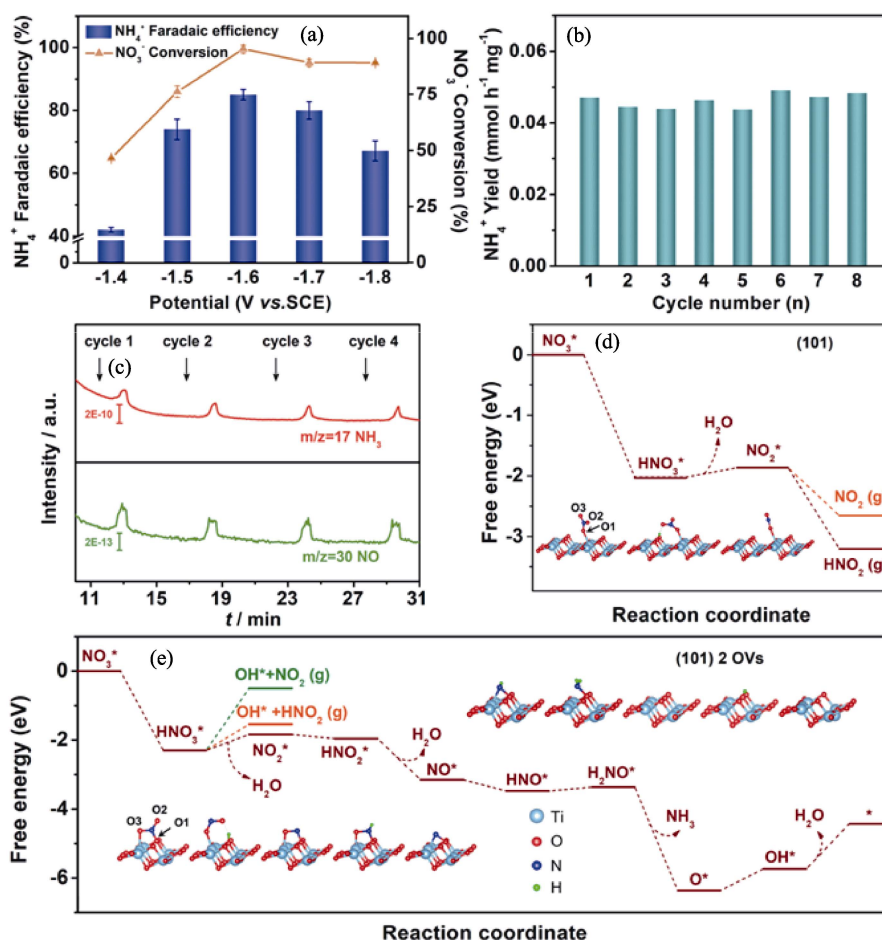 (a)
NH₄⁻ Faradaic efficiency
NO₃⁻ Conversion
NH₄⁺ Faradaic efficiency (%)
100
80
60
40
0
NO₃⁻ Conversion (%)
100
75
50
25
0
-1.4 -1.5 -1.6 -1.7 -1.8
Potential (V vs.SCE)
(b)
NH₄⁺ Yield (mmol h⁻¹ mg⁻¹)
0.06
0.04
0.02
0.00
1 2 3 4 5 6 7 8
Cycle number (n)
cycle 1 cycle 2 cycle 3 cycle 4
(c)
2E-10
m/z=17 NH₃
2E-13
m/z=30 NO
Intensity / a.u.
11 15 19 23 27 31
t / min
(d)
(101)
Free energy (eV)
0
-1
-2
-3
NO₃*
HNO₃*
H₂O
NO₂*
NO₂ (g)
HNO₂ (g)
O3 O2
O1
Reaction coordinate
(e)
(101) 2 OVs
Free energy (eV)
0
-2
-4
-6
NO₃*
HNO₃*
OH*+NO₂ (g)
OH* +HNO₂ (g)
NO₂*
H₂O
HNO₂*
H₂O
NO*
HNO*
H₂NO*
NH₃
O*
OH*
H₂O
*
O3 O2
O1
Ti
O
N
H
Reaction coordinate